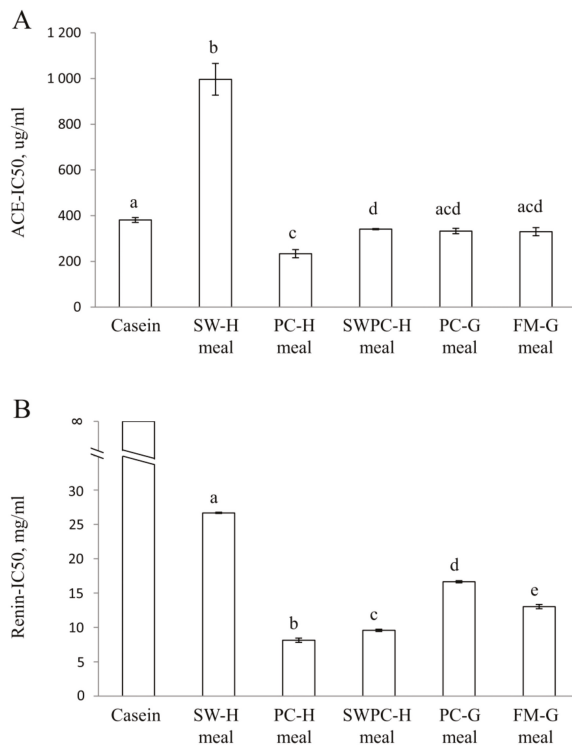 A
1 200
1 000
800
600
400
200
0
ACE-IC50, ug/ml
a
b
c
d
acd
acd
Casein
SW-H
meal
PC-H
meal
SWPC-H
meal
PC-G
meal
FM-G
meal
B
∞
30
25
20
15
10
5
0
Renin-IC50, mg/ml
a
b
c
d
e
Casein
SW-H
meal
PC-H
meal
SWPC-H
meal
PC-G
meal
FM-G
meal